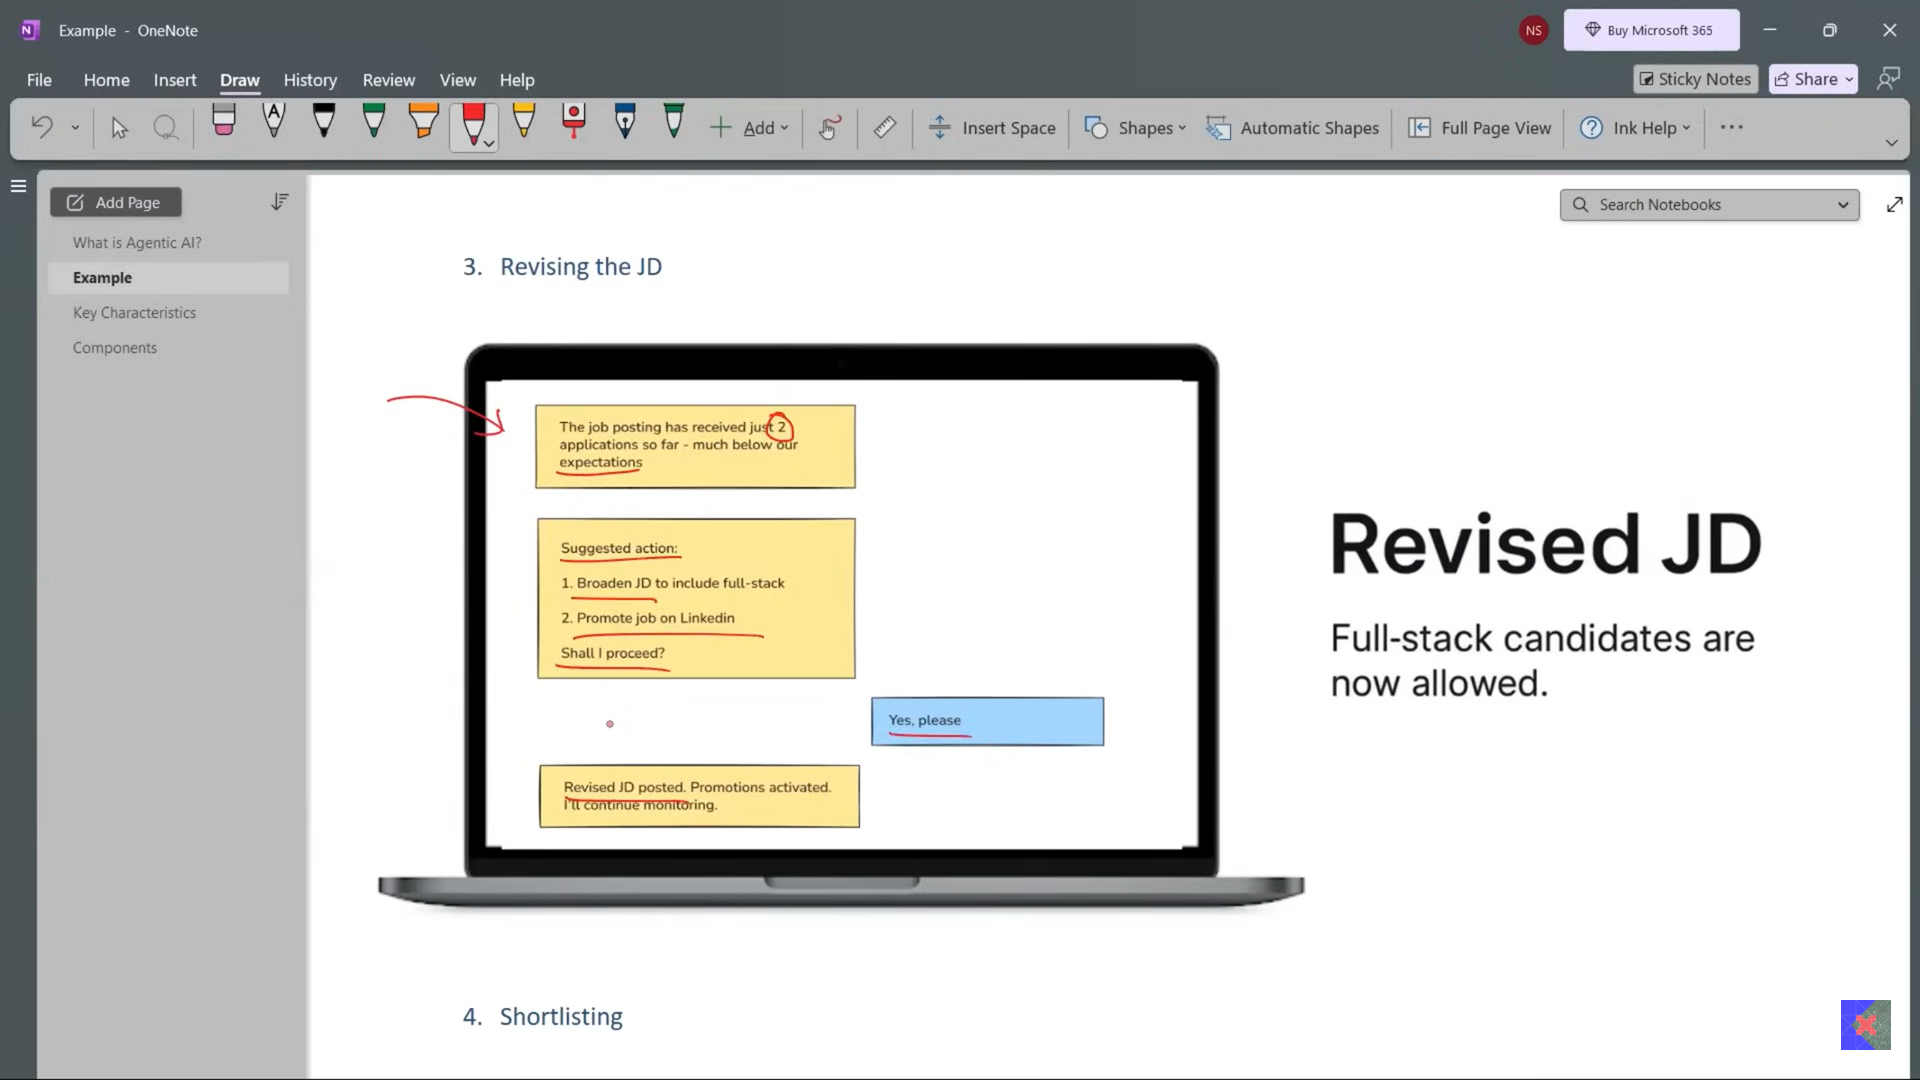 Example - OneNote
NS
Buy Microsoft 365
File Home Insert Draw History Review View Help
Sticky Notes Share
A
Add Insert Space Shapes Automatic Shapes Full Page View Ink Help
Add Page
Search Notebooks
What is Agentic AI?
Example
Key Characteristics
Components
3. Revising the JD
The job posting has received just 2
applications so far - much below our
expectations
Suggested action:
1. Broaden JD to include full-stack
2. Promote job on Linkedin
Shall I proceed?
Yes, please
Revised JD posted. Promotions activated.
I'll continue monitoring.
Revised JD
Full-stack candidates are
now allowed.
4. Shortlisting